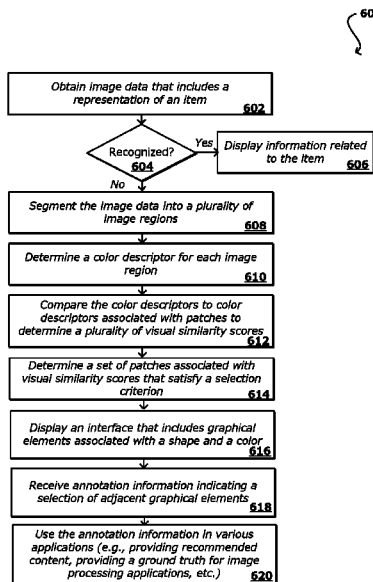 60
Obtain image data that includes a
representation of an item
602
Recognized?
604
Yes
Display information related
to the item
606
No
Segment the image data into a plurality of
image regions
608
Determine a color descriptor for each image
region
610
Compare the color descriptors to color
descriptors associated with patches to
determine a plurality of visual similarity scores
612
Determine a set of patches associated with
visual similarity scores that satisfy a selection
criterion
614
Display an interface that includes graphical
elements associated with a shape and a color
616
Receive annotation information indicating a
selection of adjacent graphical elements
618
Use the annotation information in various
applications (e.g., providing recommended
content, providing a ground truth for image
processing applications, etc.)
620